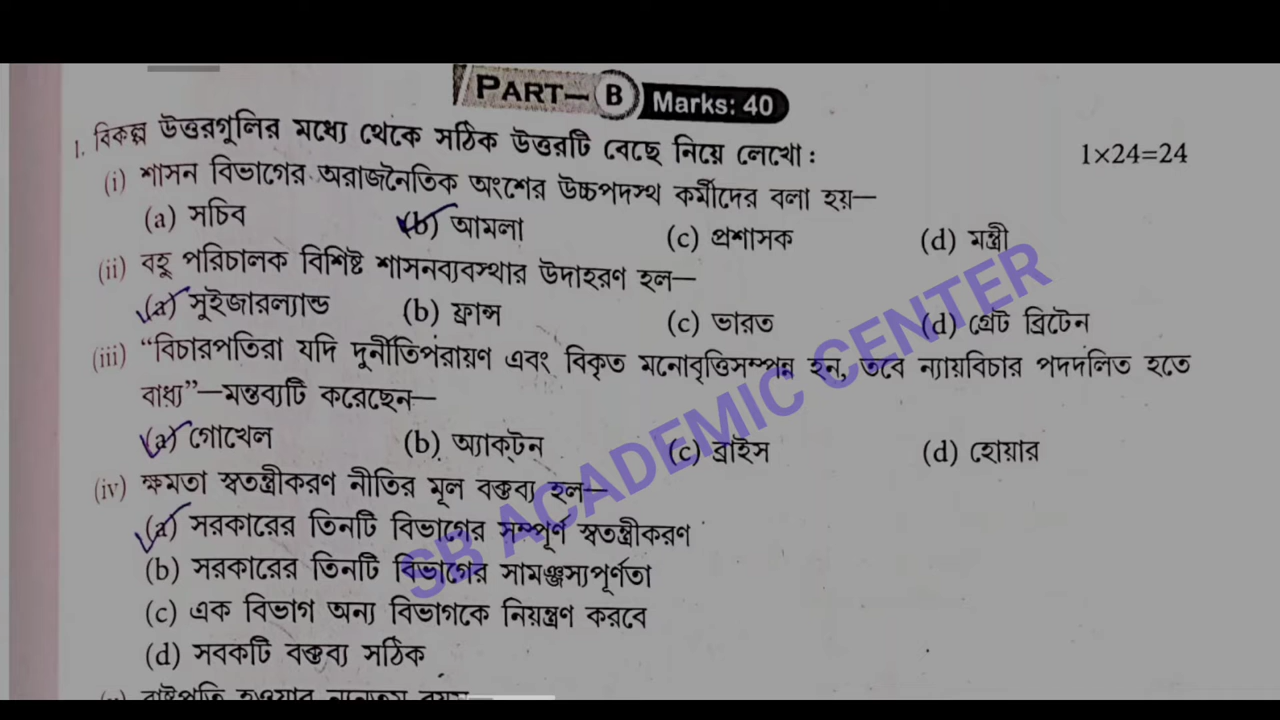 PART— B Marks: 40
1. বিকল্প উত্তরগুলির মধ্যে থেকে সঠিক উত্তরটি বেছে নিয়ে লেখো : 1×24=24
(i) শাসন বিভাগের অরাজনৈতিক অংশের উচ্চপদস্থ কর্মীদের বলা হয়—
(a) সচিব (b) আমলা (c) প্রশাসক (d) মন্ত্রী
(ii) বহু পরিচালক বিশিষ্ট শাসনব্যবস্থার উদাহরণ হল—
(a) সুইজারল্যান্ড (b) ফ্রান্স (c) ভারত (d) গ্রেট ব্রিটেন
(iii) “বিচারপতিরা যদি দুর্নীতিপরায়ণ এবং বিকৃত মনোবৃত্তিসম্পন্ন হন, তবে ন্যায়বিচার পদদলিত হতে
বাধ্য”—মন্তব্যটি করেছেন—
(a) গোখেল (b) অ্যাক্‌টন (c) ব্রাইস (d) হোয়ার
(iv) ক্ষমতা স্বতন্ত্রীকরণ নীতির মূল বক্তব্য হল—
(a) সরকারের তিনটি বিভাগের সম্পূর্ণ স্বতন্ত্রীকরণ
(b) সরকারের তিনটি বিভাগের সামঞ্জস্যপূর্ণতা
(c) এক বিভাগ অন্য বিভাগকে নিয়ন্ত্রণ করবে
(d) সবকটি বক্তব্য সঠিক
(v) রাষ্ট্রপতি হওয়ার ন্যূনতম বয়স—
SB ACADEMIC CENTER